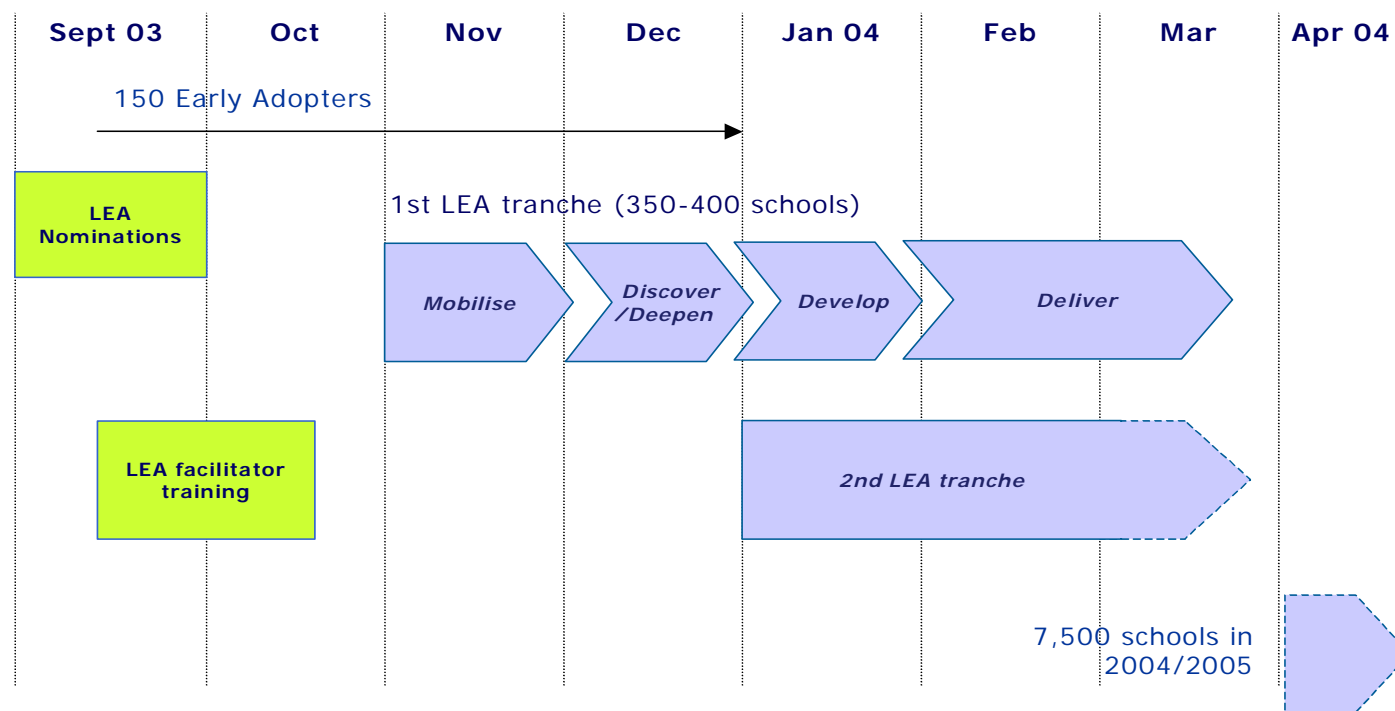 Sept 03 Oct Nov Dec Jan 04 Feb Mar Apr 04
150 Early Adopters
LEA
Nominations
1st LEA tranche (350-400 schools)
Mobilise
Discover
/Deepen
Develop
Deliver
LEA facilitator
training
2nd LEA tranche
7,500 schools in
2004/2005